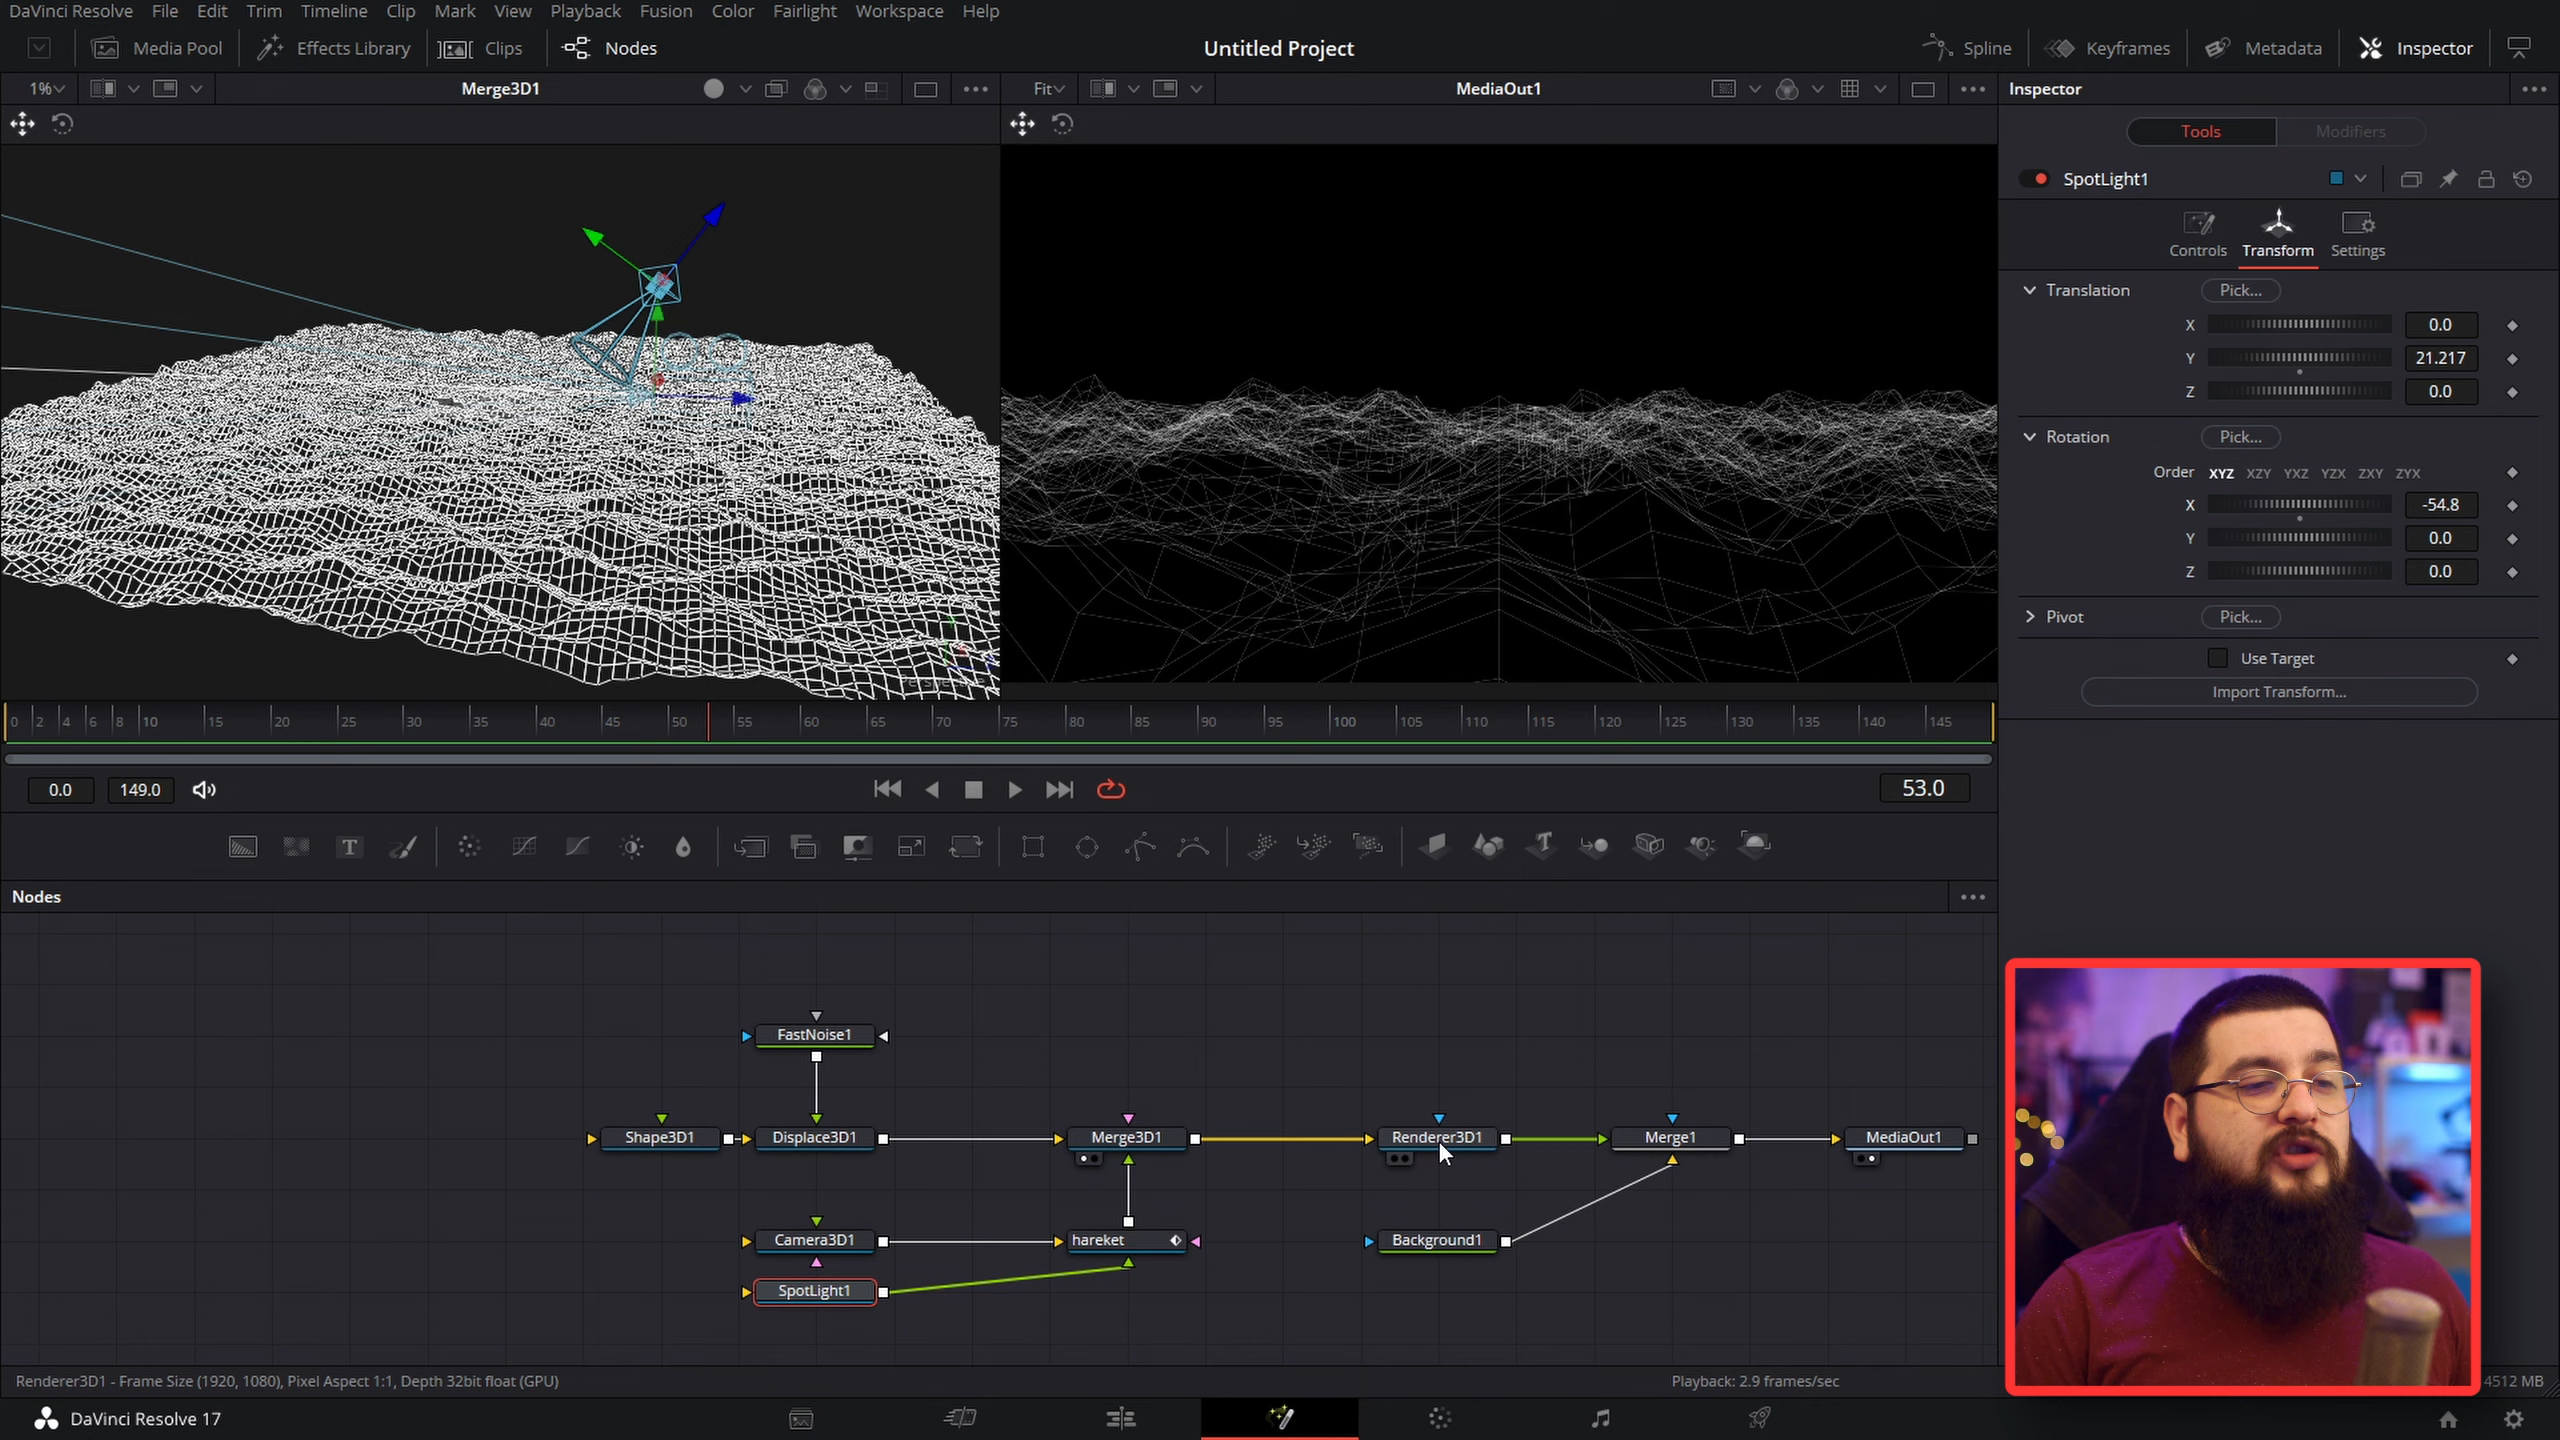 DaVinci Resolve File Edit Trim Timeline Clip Mark View Playback Fusion Color Fairlight Workspace Help
Media Pool Effects Library Clips Nodes Untitled Project Spline Keyframes Metadata Inspector
1% Merge3D1 Fit MediaOut1 Inspector
Tools Modifiers
SpotLight1
Controls Transform Settings
Translation Pick...
X 0.0
Y 21.217
Z 0.0
Rotation Pick...
Order XYZ XZY YXZ YZX ZXY ZYX
X -54.8
Y 0.0
Z 0.0
Pivot Pick...
Use Target
Perspective
Import Transform...
0 2 4 6 8 10 15 20 25 30 35 40 45 50 55 60 65 70 75 80 85 90 95 100 105 110 115 120 125 130 135 140 145
0.0 149.0 53.0
Nodes
FastNoise1
Shape3D1 Displace3D1 Merge3D1 Renderer3D1 Merge1 MediaOut1
Camera3D1 hareket Background1
SpotLight1
Renderer3D1 - Frame Size (1920, 1080), Pixel Aspect 1:1, Depth 32bit float (GPU) Playback: 2.9 frames/sec 4512 MB
DaVinci Resolve 17